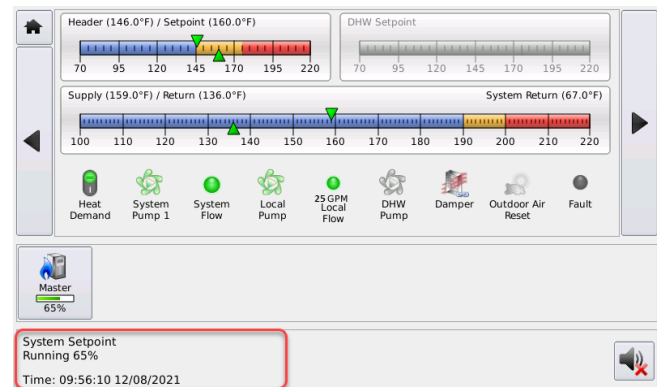 Header (146.0°F) / Setpoint (160.0°F)
70 95 120 145 170 195 220
DHW Setpoint
70 95 120 145 170 195 220
Supply (159.0°F) / Return (136.0°F) System Return (67.0°F)
100 110 120 130 140 150 160 170 180 190 200 210 220
Heat
Demand
System
Pump 1
System
Flow
Local
Pump
25 GPM
Local
Flow
DHW
Pump
Damper
Outdoor Air
Reset
Fault
Master
65%
System Setpoint
Running 65%
Time: 09:56:10 12/08/2021